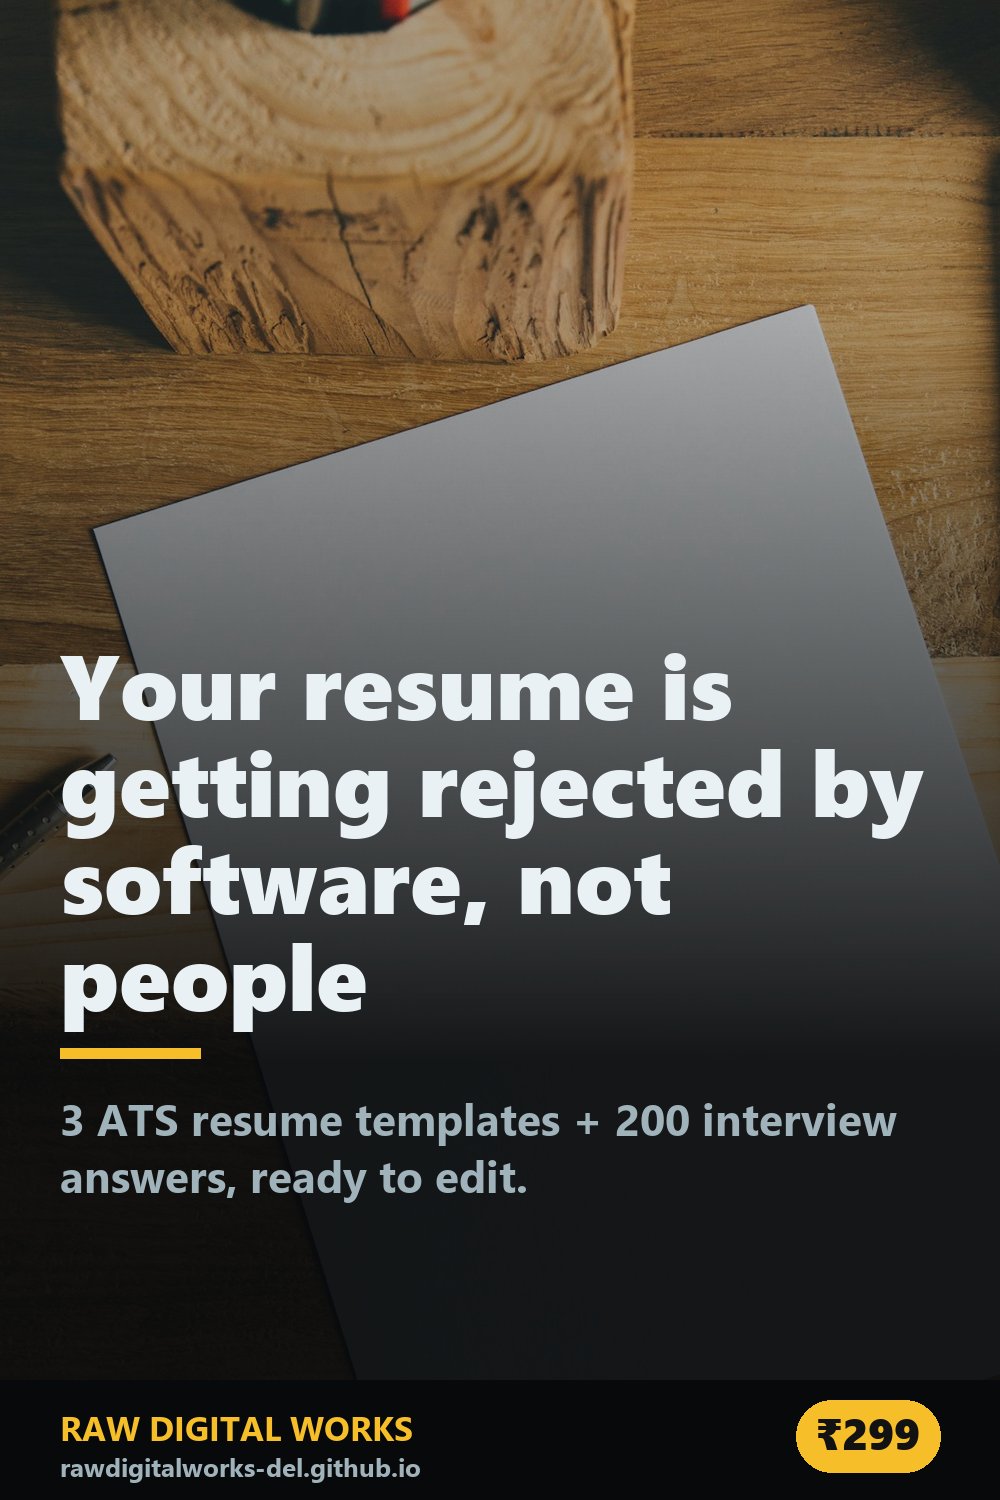 Your resume is
getting rejected by
software, not
people
3 ATS resume templates + 200 interview
answers, ready to edit.
RAW DIGITAL WORKS
rawdigitalworks-del.github.io
₹299